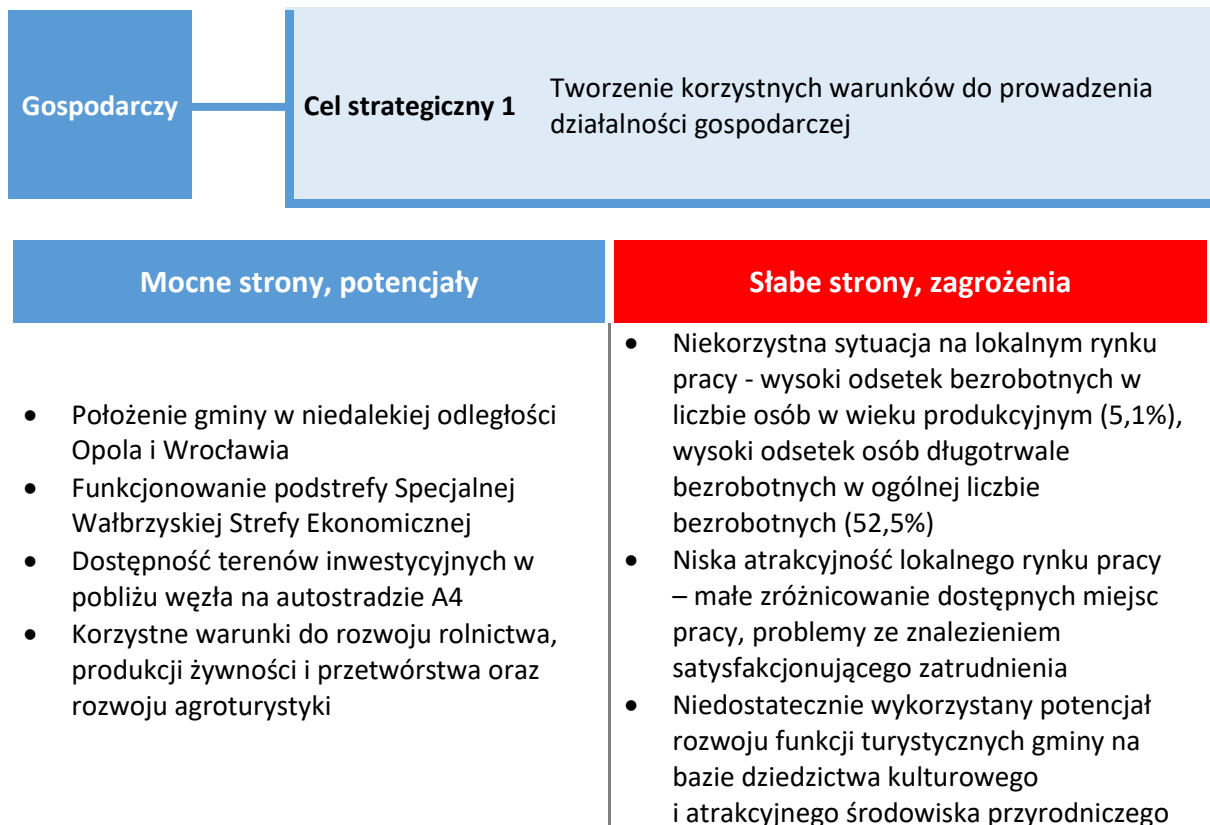 Gospodarczy
Cel strategiczny 1
Tworzenie korzystnych warunków do prowadzenia
działalności gospodarczej
Mocne strony, potencjały
Słabe strony, zagrożenia
• Położenie gminy w niedalekiej odległości
Opola i Wrocławia
• Funkcjonowanie podstrefy Specjalnej
Wałbrzyskiej Strefy Ekonomicznej
• Dostępność terenów inwestycyjnych w
pobliżu węzła na autostradzie A4
• Korzystne warunki do rozwoju rolnictwa,
produkcji żywności i przetwórstwa oraz
rozwoju agroturystyki
• Niekorzystna sytuacja na lokalnym rynku
pracy - wysoki odsetek bezrobotnych w
liczbie osób w wieku produkcyjnym (5,1%),
wysoki odsetek osób długotrwale
bezrobotnych w ogólnej liczbie
bezrobotnych (52,5%)
• Niska atrakcyjność lokalnego rynku pracy
– małe zróżnicowanie dostępnych miejsc
pracy, problemy ze znalezieniem
satysfakcjonującego zatrudnienia
• Niedostatecznie wykorzystany potencjał
rozwoju funkcji turystycznych gminy na
bazie dziedzictwa kulturowego
i atrakcyjnego środowiska przyrodniczego